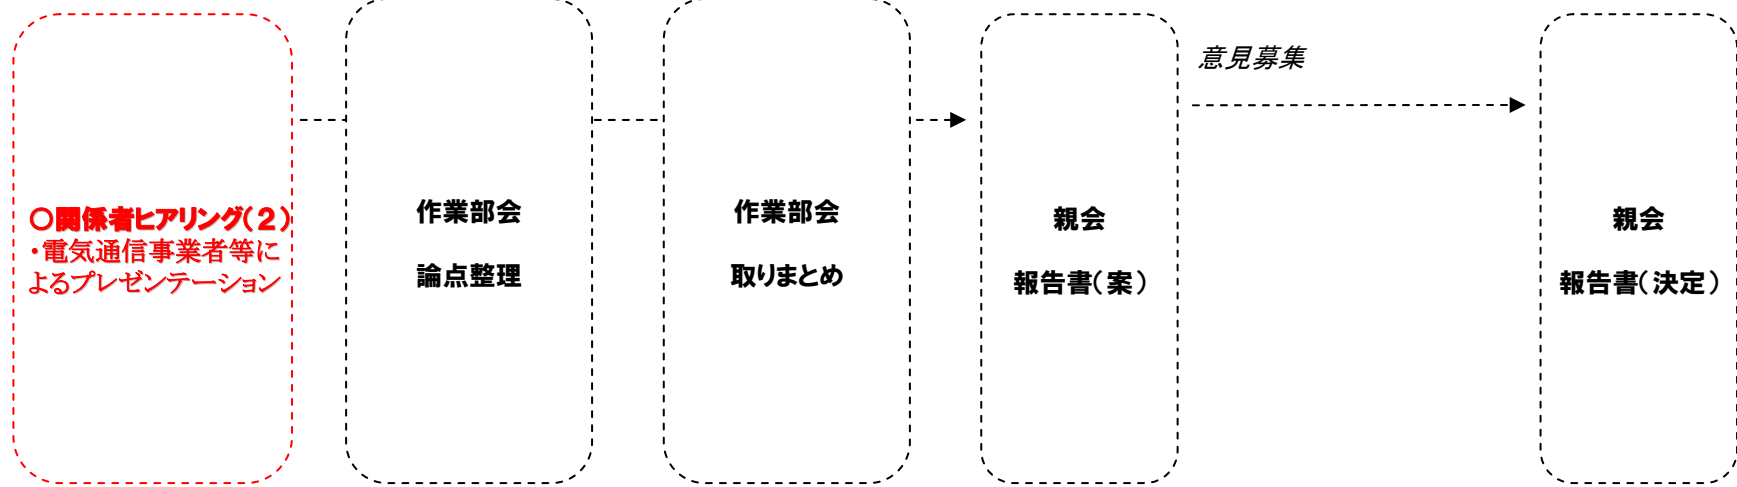 〇関係者ヒアリング（２）
・電気通信事業者等に
よるプレゼンテーション
作業部会
論点整理
作業部会
取りまとめ
親会
報告書（案）
意見募集
親会
報告書（決定）